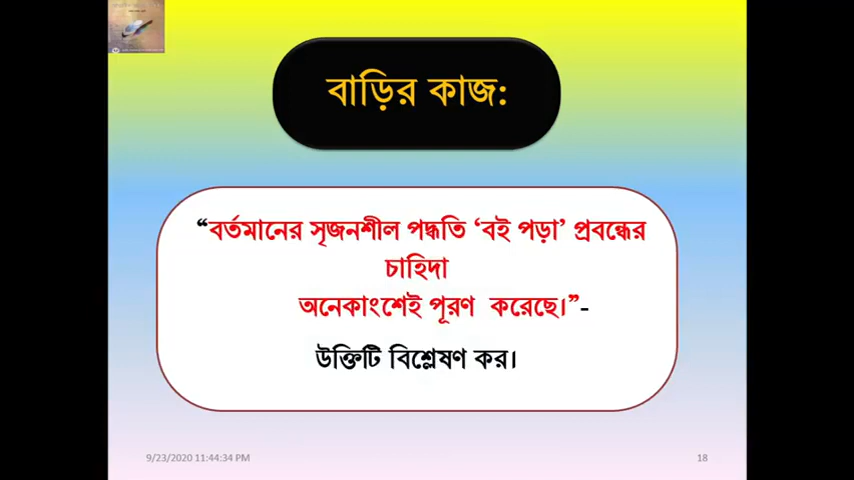 বাড়ির কাজ:
“বর্তমানের সৃজনশীল পদ্ধতি ‘বই পড়া’ প্রবন্ধের
চাহিদা
অনেকাংশেই পূরণ করেছে।”-
উক্তিটি বিশ্লেষণ কর।
9/23/2020 11:44:34 PM
18